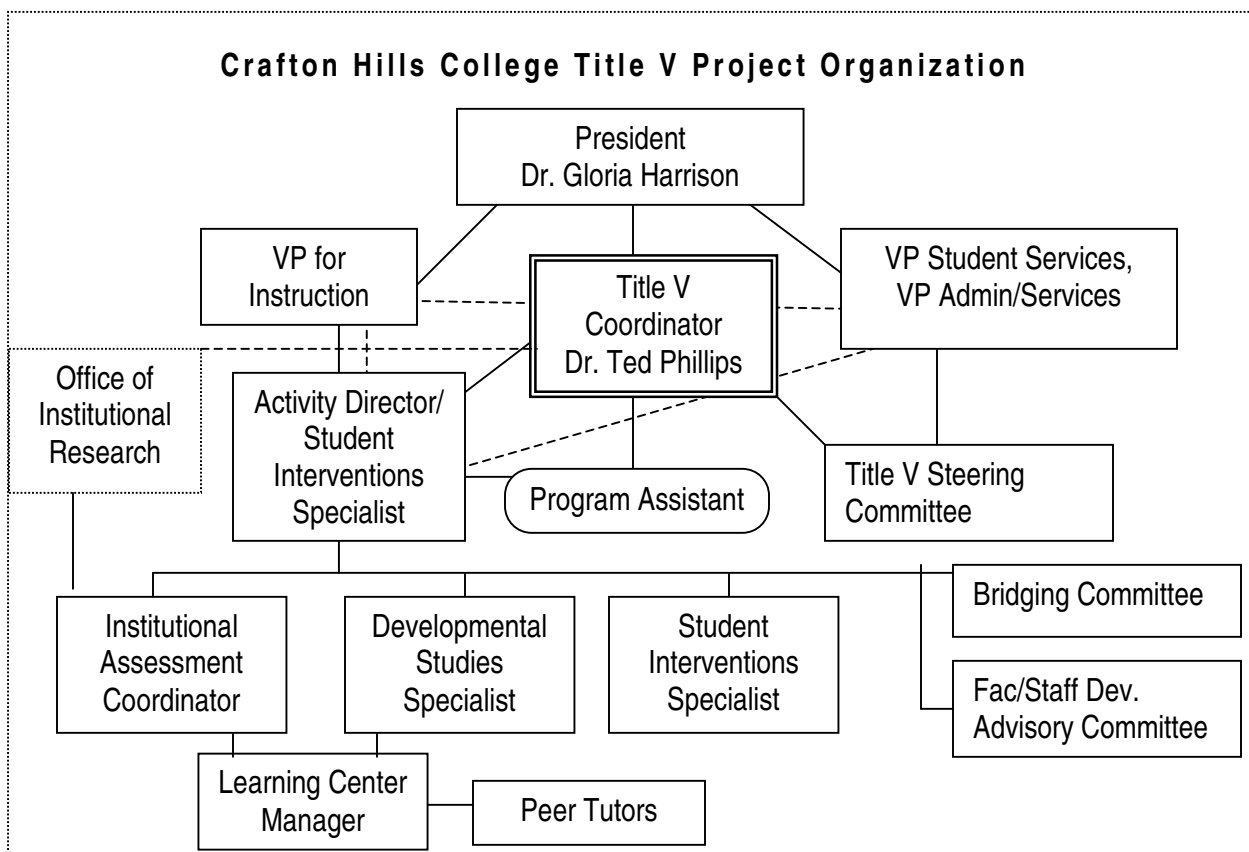 Crafton Hills College Title V Project Organization
President
Dr. Gloria Harrison
VP for
Instruction
Title V
Coordinator
Dr. Ted Phillips
VP Student Services,
VP Admin/Services
Office of
Institutional
Research
Activity Director/
Student
Interventions
Specialist
Program Assistant
Title V Steering
Committee
Institutional
Assessment
Coordinator
Developmental
Studies
Specialist
Student
Interventions
Specialist
Bridging Committee
Fac/Staff Dev.
Advisory Committee
Learning Center
Manager
Peer Tutors